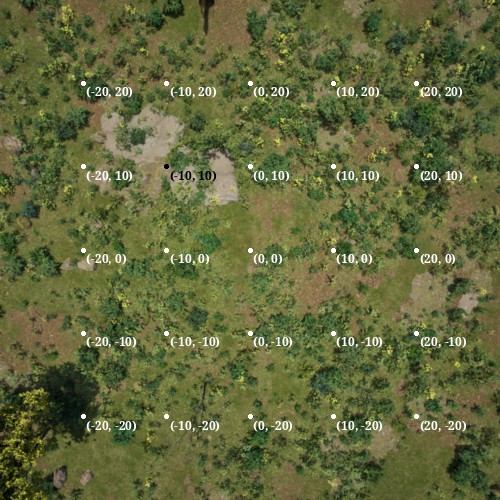 (-20, 20) (-10, 20) (0, 20) (10, 20) (20, 20)
(-20, 10) (-10, 10) (0, 10) (10, 10) (20, 10)
(-20, 0) (-10, 0) (0, 0) (10, 0) (20, 0)
(-20, -10) (-10, -10) (0, -10) (10, -10) (20, -10)
(-20, -20) (-10, -20) (0, -20) (10, -20) (20, -20)